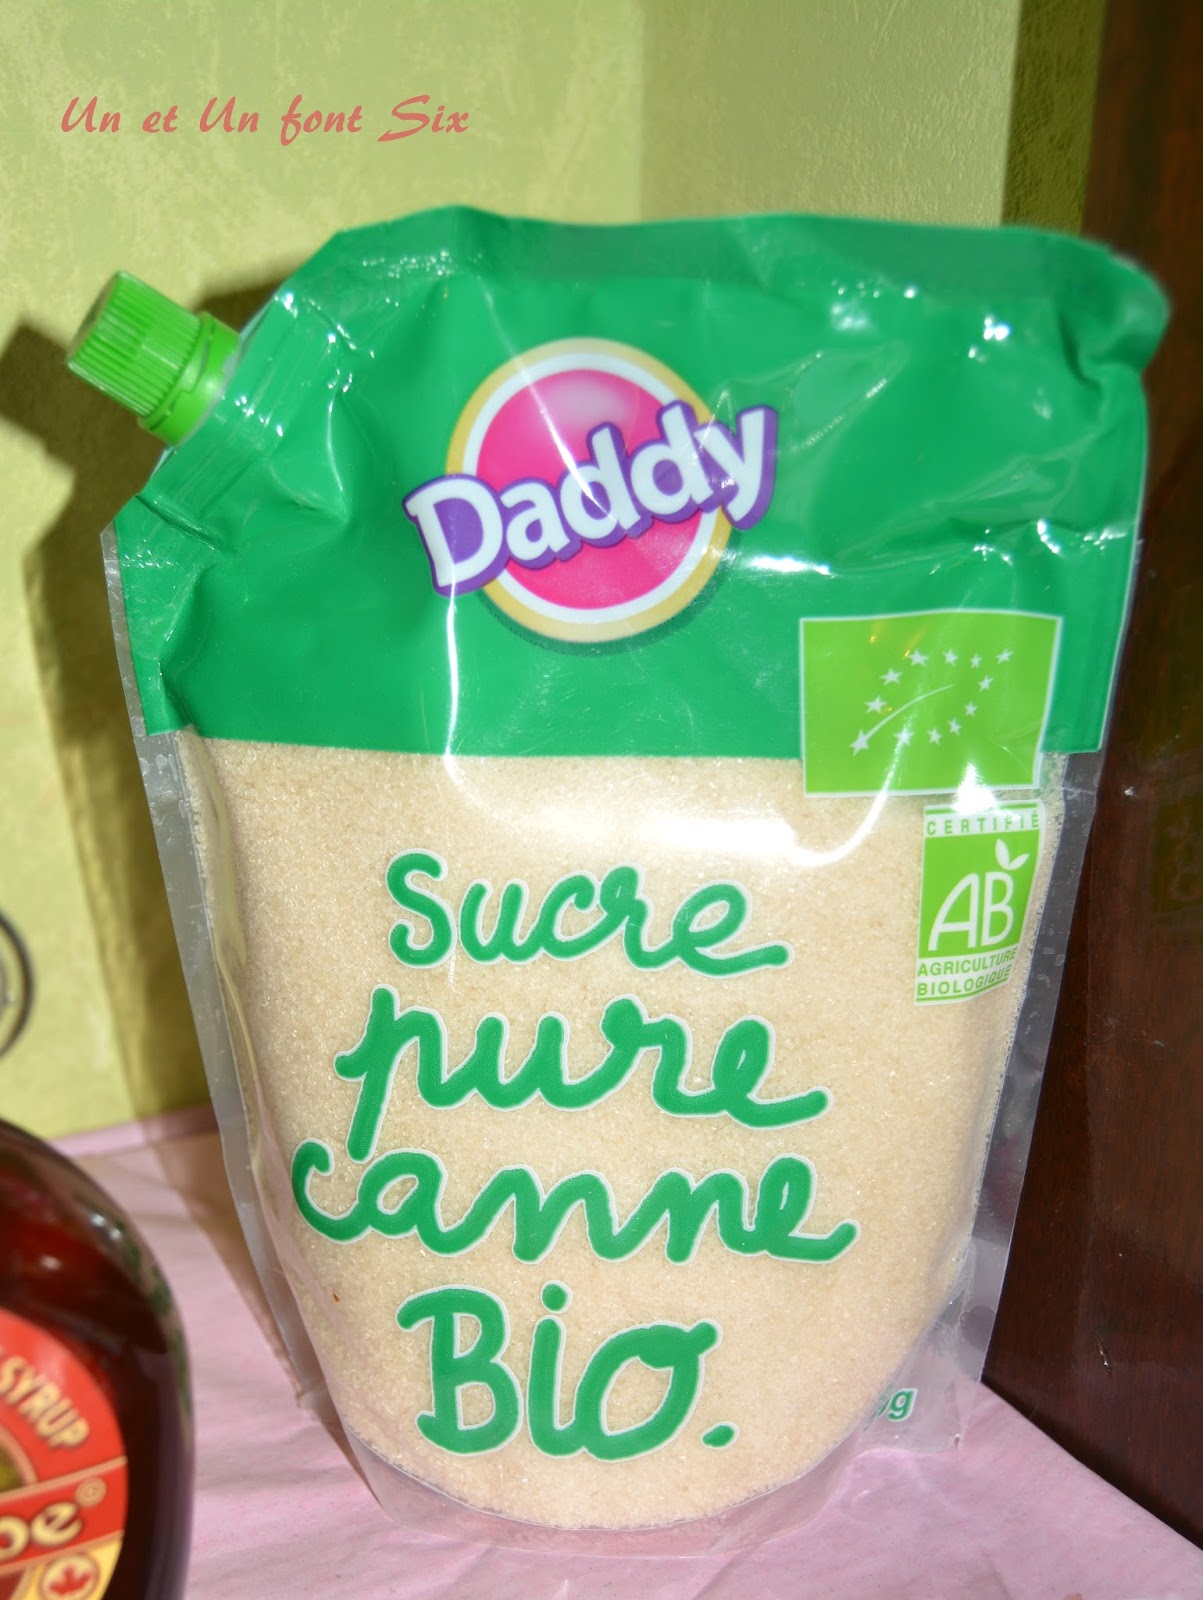 Un et Un font Six
Daddy
CERTIFIÉ
AB
AGRICULTURE
BIOLOGIQUE
sucre
pure
canne
Bio.
SYRUP